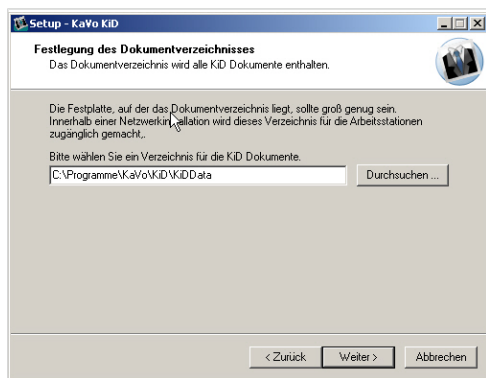 Setup - KaVo KiD
Festlegung des Dokumentverzeichnisses
Das Dokumentverzeichnis wird alle KiD Dokumente enthalten.
Die Festplatte, auf der das Dokumentverzeichnis liegt, sollte groß genug sein.
Innerhalb einer Netzwerkinstallation wird dieses Verzeichnis für die Arbeitsstationen
zugänglich gemacht,.
Bitte wählen Sie ein Verzeichnis für die KiD Dokumente.
C:\Programme\KaVo\KiD\KiDData
Durchsuchen ...
< Zurück
Weiter >
Abbrechen